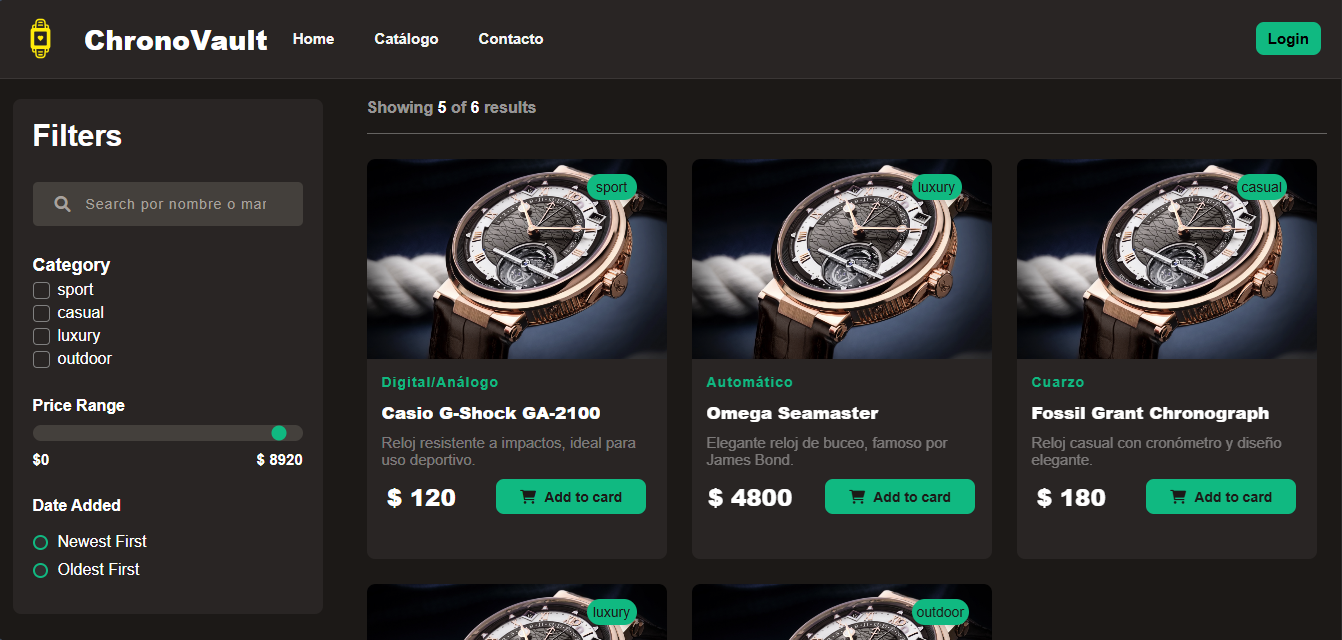 ChronoVault
Home
Catálogo
Contacto
Login
Filters
Search por nombre o mar
Category
sport
casual
luxury
outdoor
Price Range
$0
$ 8920
Date Added
Newest First
Oldest First
Showing 5 of 6 results
sport
Digital/Análogo
Casio G-Shock GA-2100
Reloj resistente a impactos, ideal para
uso deportivo.
$ 120
Add to card
luxury
Automático
Omega Seamaster
Elegante reloj de buceo, famoso por
James Bond.
$ 4800
Add to card
casual
Cuarzo
Fossil Grant Chronograph
Reloj casual con cronómetro y diseño
elegante.
$ 180
Add to card
luxury
outdoor